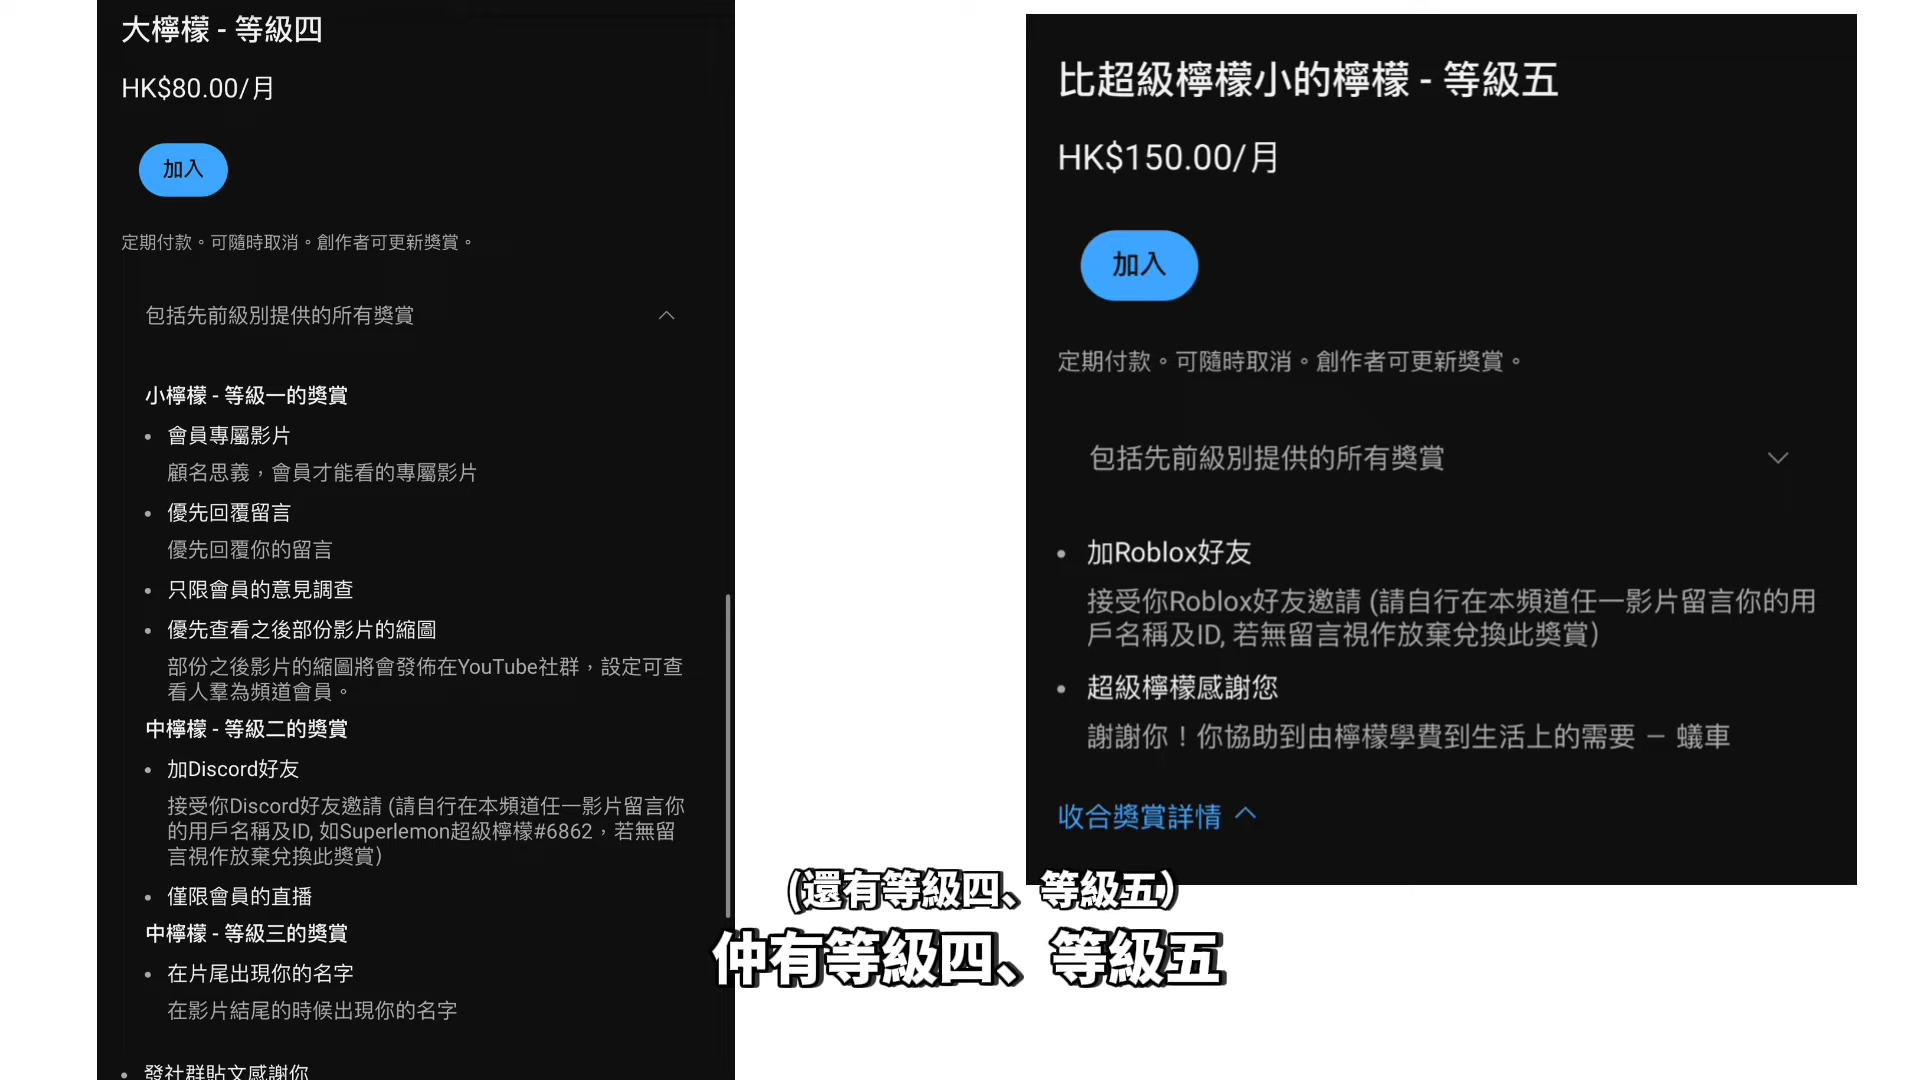 大檸檬 - 等級四
HK$80.00/月
加入
定期付款。可隨時取消。創作者可更新獎賞。
包括先前級別提供的所有獎賞
小檸檬 - 等級一的獎賞
• 會員專屬影片
顧名思義，會員才能看的專屬影片
• 優先回覆留言
優先回覆你的留言
• 只限會員的意見調查
• 優先查看之後部份影片的縮圖
部份之後影片的縮圖將會發佈在YouTube社群，設定可查
看人羣為頻道會員。
中檸檬 - 等級二的獎賞
• 加Discord好友
接受你Discord好友邀請 (請自行在本頻道任一影片留言你
的用戶名稱及ID, 如Superlemon超級檸檬#6862，若無留
言視作放棄兌換此獎賞)
• 僅限會員的直播
中檸檬 - 等級三的獎賞
• 在片尾出現你的名字
在影片結尾的時候出現你的名字
• 發社群貼文感謝你
比超級檸檬小的檸檬 - 等級五
HK$150.00/月
加入
定期付款。可隨時取消。創作者可更新獎賞。
包括先前級別提供的所有獎賞
• 加Roblox好友
接受你Roblox好友邀請 (請自行在本頻道任一影片留言你的用
戶名稱及ID, 若無留言視作放棄兌換此獎賞)
• 超級檸檬感謝您
謝謝你！你協助到由檸檬學費到生活上的需要 － 蟻車
收合獎賞詳情
(還有等級四、等級五)
仲有等級四、等級五